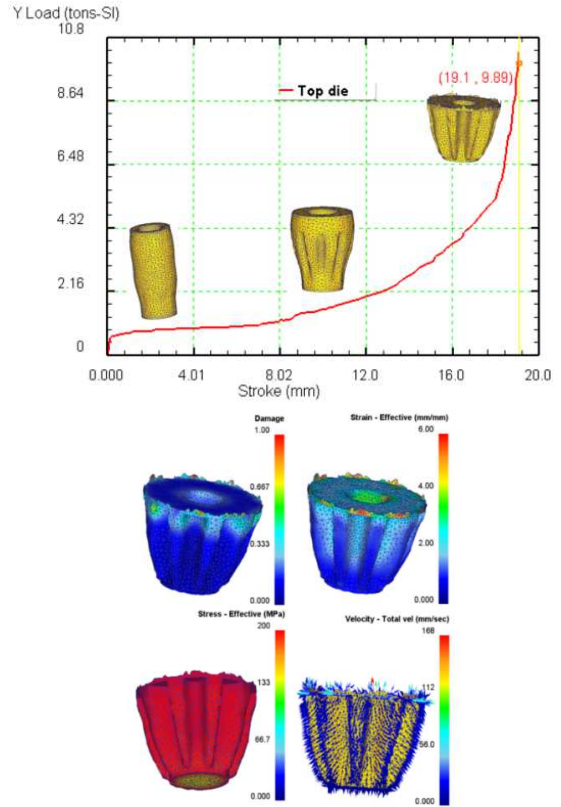 Y Load (tons-SI)
10.8
8.64
6.48
4.32
2.16
0
Top die
(19.1 , 9.89)
0.000 4.01 8.02 12.0 16.0 20.0
Stroke (mm)
Damage
1.00
0.667
0.333
0.000
Strain - Effective (mm/mm)
6.00
4.00
2.00
0.000
Stress - Effective (MPa)
200
133
66.7
0.000
Velocity - Total vel (mm/sec)
168
112
56.0
0.000